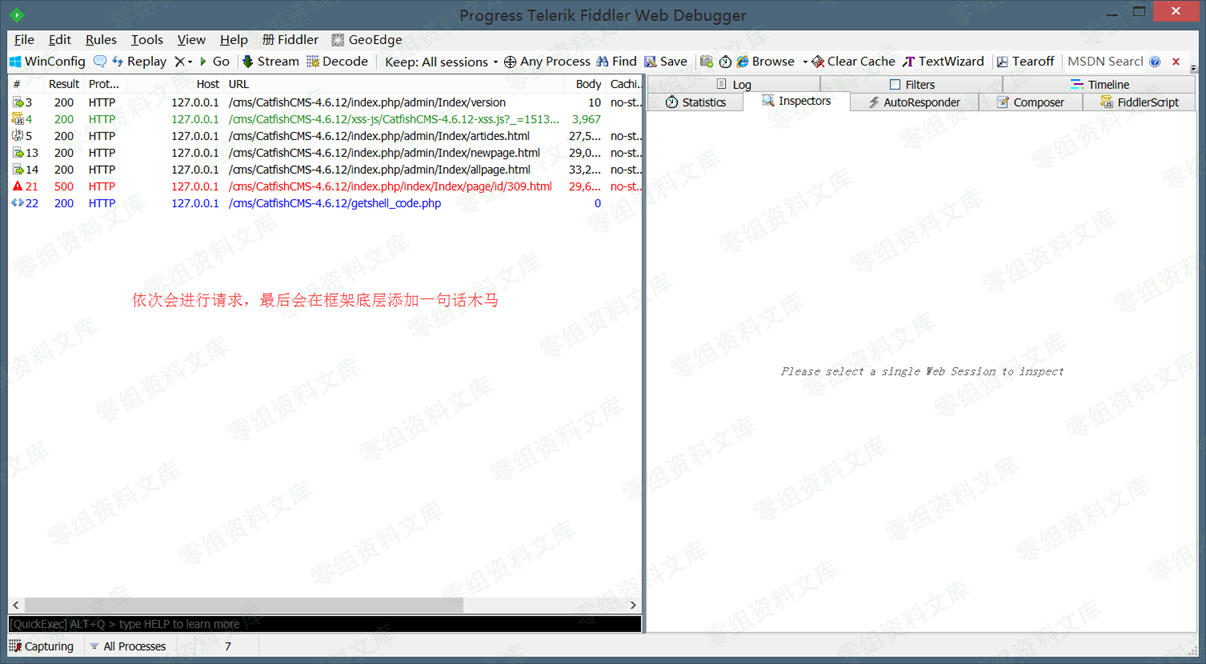 Progress Telerik Fiddler Web Debugger
File Edit Rules Tools View Help Fiddler GeoEdge
WinConfig Replay Go Stream Decode Keep: All sessions Any Process Find Save Browse Clear Cache TextWizard Tearoff MSDN Search
# Result Prot... Host URL Body Cachi..
3 200 HTTP 127.0.0.1 /cms/CatfishCMS-4.6.12/index.php/admin/Index/version 10 no-st..
4 200 HTTP 127.0.0.1 /cms/CatfishCMS-4.6.12/xss-js/CatfishCMS-4.6.12-xss.js?_=1513... 3,967
5 200 HTTP 127.0.0.1 /cms/CatfishCMS-4.6.12/index.php/admin/Index/articles.html 27,5... no-st..
13 200 HTTP 127.0.0.1 /cms/CatfishCMS-4.6.12/index.php/admin/Index/newpage.html 29,0... no-st..
14 200 HTTP 127.0.0.1 /cms/CatfishCMS-4.6.12/index.php/admin/Index/allpage.html 33,2... no-st..
21 500 HTTP 127.0.0.1 /cms/CatfishCMS-4.6.12/index.php/index/Index/page/id/309.html 29,6... no-st..
22 200 HTTP 127.0.0.1 /cms/CatfishCMS-4.6.12/getshell_code.php 0
依次会进行请求，最后会在框架底层添加一句话木马
Log Filters Timeline
Statistics Inspectors AutoResponder Composer FiddlerScript
Please select a single Web Session to inspect
[QuickExec] ALT+Q > type HELP to learn more
Capturing All Processes 7
零组资料文库